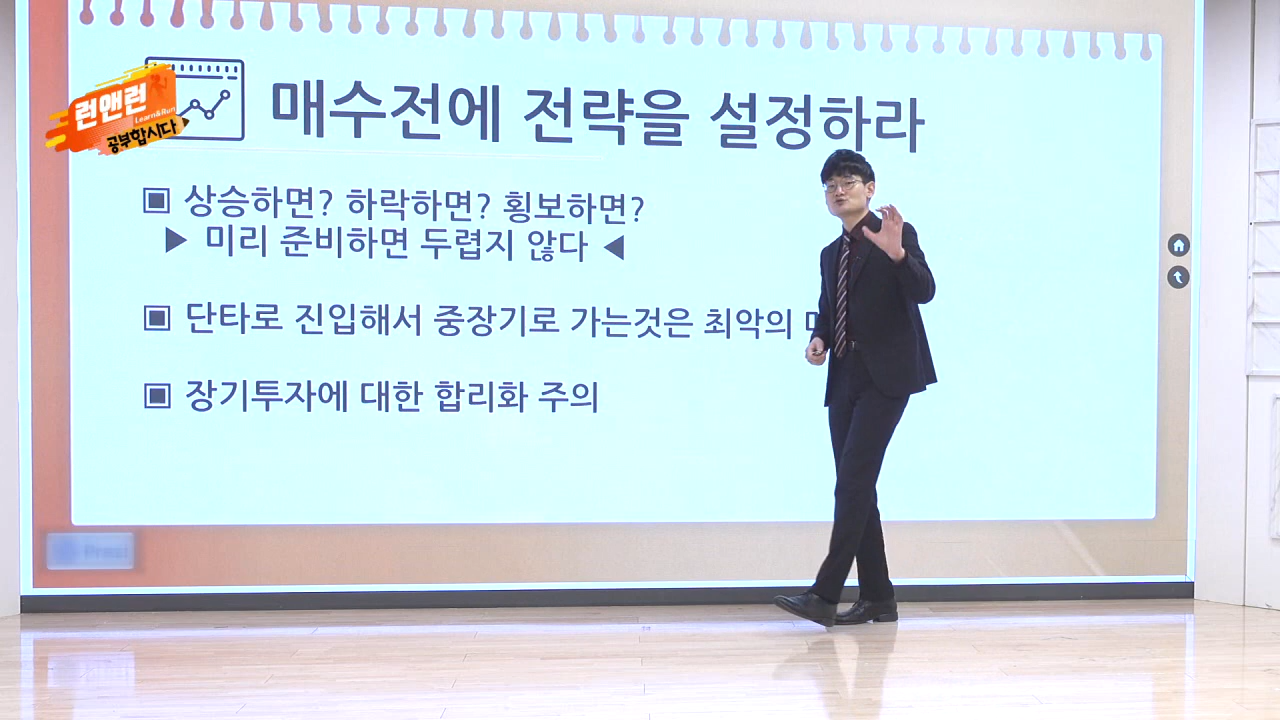 런앤런
Learn&Run
공부합시다
매수전에 전략을 설정하라
▣ 상승하면? 하락하면? 횡보하면?
▶ 미리 준비하면 두렵지 않다 ◀
▣ 단타로 진입해서 중장기로 가는것은 최악의
▣ 장기투자에 대한 합리화 주의